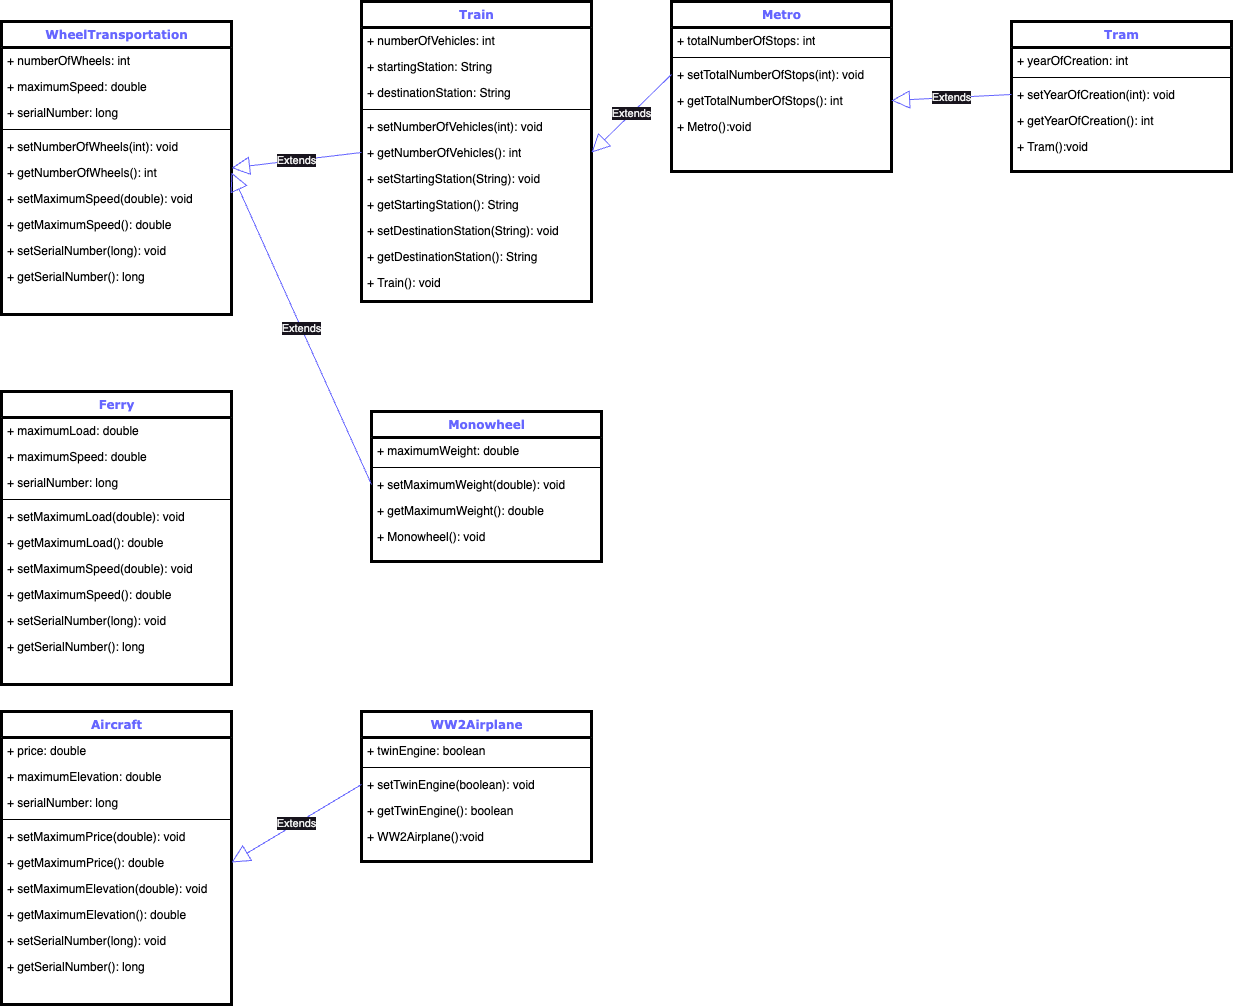 WheelTransportation
+ numberOfWheels: int
+ maximumSpeed: double
+ serialNumber: long
+ setNumberOfWheels(int): void
+ getNumberOfWheels(): int
+ setMaximumSpeed(double): void
+ getMaximumSpeed(): double
+ setSerialNumber(long): void
+ getSerialNumber(): long
Extends
Train
+ numberOfVehicles: int
+ startingStation: String
+ destinationStation: String
+ setNumberOfVehicles(int): void
+ getNumberOfVehicles(): int
+ setStartingStation(String): void
+ getStartingStation(): String
+ setDestinationStation(String): void
+ getDestinationStation(): String
+ Train(): void
Extends
Metro
+ totalNumberOfStops: int
+ setTotalNumberOfStops(int): void
+ getTotalNumberOfStops(): int
+ Metro():void
Extends
Tram
+ yearOfCreation: int
+ setYearOfCreation(int): void
+ getYearOfCreation(): int
+ Tram():void
Extends
Ferry
+ maximumLoad: double
+ maximumSpeed: double
+ serialNumber: long
+ setMaximumLoad(double): void
+ getMaximumLoad(): double
+ setMaximumSpeed(double): void
+ getMaximumSpeed(): double
+ setSerialNumber(long): void
+ getSerialNumber(): long
Monowheel
+ maximumWeight: double
+ setMaximumWeight(double): void
+ getMaximumWeight(): double
+ Monowheel(): void
Aircraft
+ price: double
+ maximumElevation: double
+ serialNumber: long
+ setMaximumPrice(double): void
+ getMaximumPrice(): double
+ setMaximumElevation(double): void
+ getMaximumElevation(): double
+ setSerialNumber(long): void
+ getSerialNumber(): long
Extends
WW2Airplane
+ twinEngine: boolean
+ setTwinEngine(boolean): void
+ getTwinEngine(): boolean
+ WW2Airplane():void